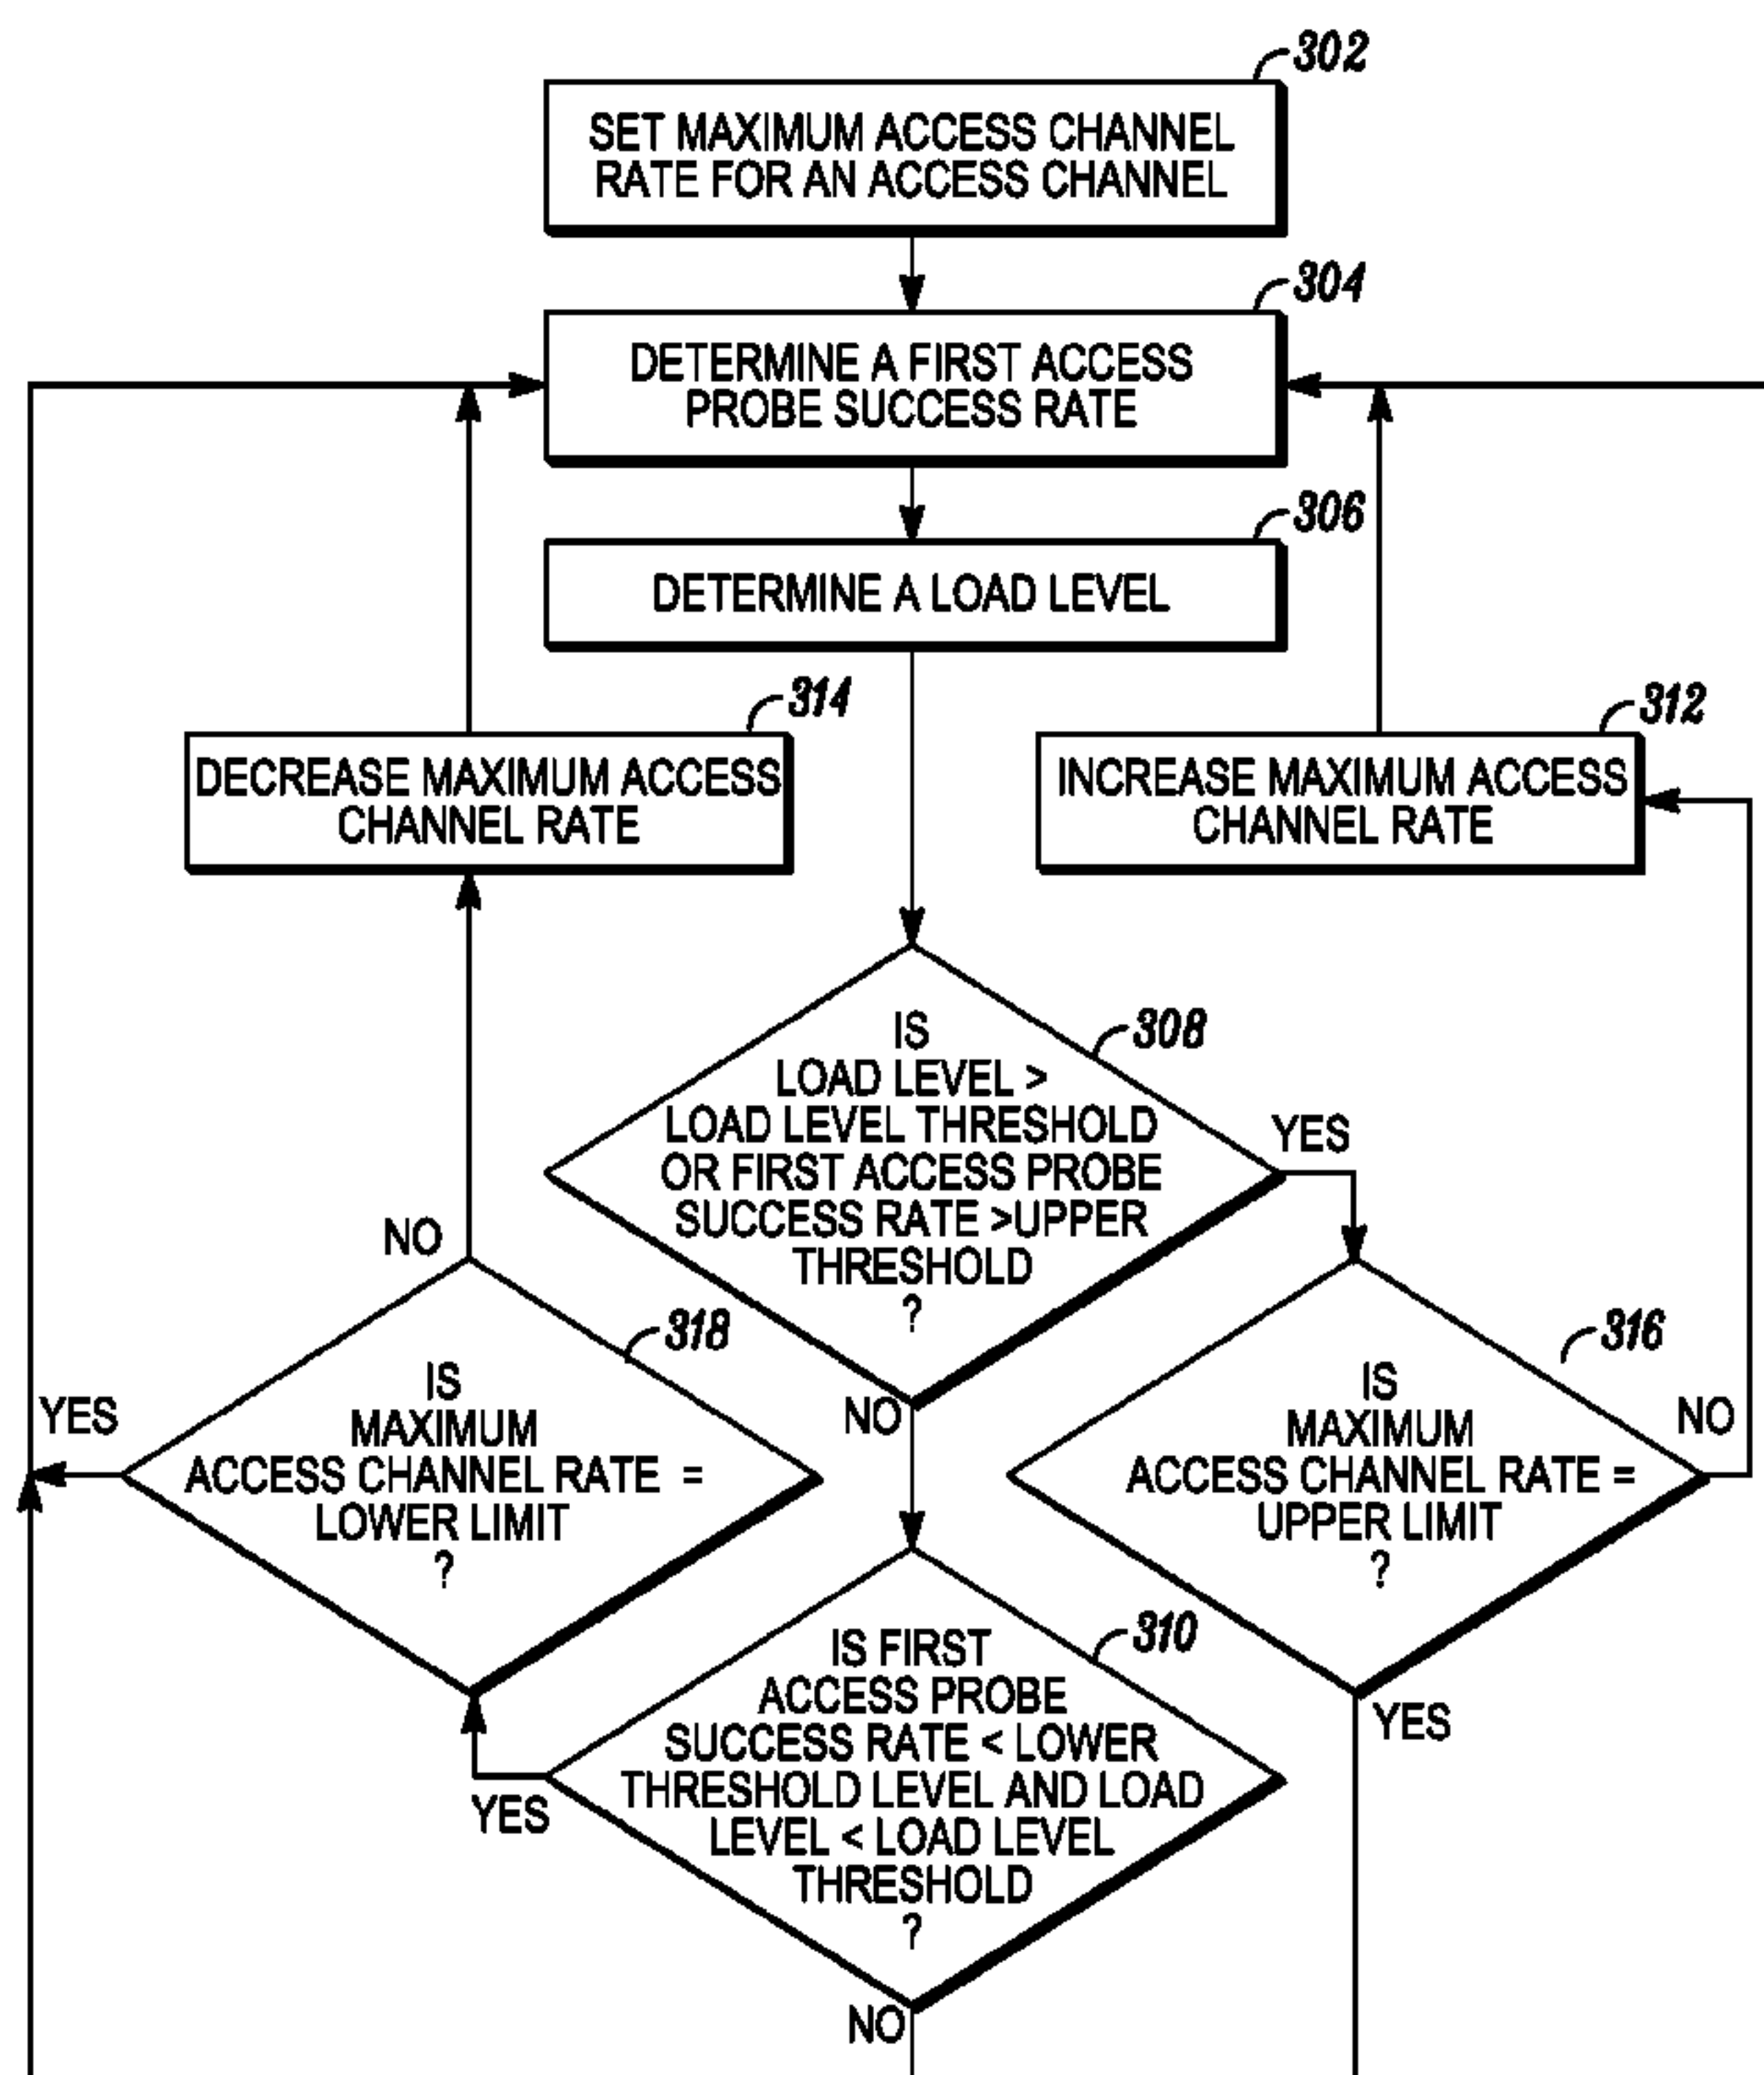 302
SET MAXIMUM ACCESS CHANNEL
RATE FOR AN ACCESS CHANNEL
304
DETERMINE A FIRST ACCESS
PROBE SUCCESS RATE
306
DETERMINE A LOAD LEVEL
314
DECREASE MAXIMUM ACCESS
CHANNEL RATE
312
INCREASE MAXIMUM ACCESS
CHANNEL RATE
308
IS
LOAD LEVEL >
LOAD LEVEL THRESHOLD
OR FIRST ACCESS PROBE
SUCCESS RATE >UPPER
THRESHOLD
?
YES
NO
NO
318
IS
MAXIMUM
ACCESS CHANNEL RATE =
LOWER LIMIT
?
YES
316
IS
MAXIMUM
ACCESS CHANNEL RATE =
UPPER LIMIT
?
NO
YES
310
IS FIRST
ACCESS PROBE
SUCCESS RATE < LOWER
THRESHOLD LEVEL AND LOAD
LEVEL < LOAD LEVEL
THRESHOLD
?
YES
NO